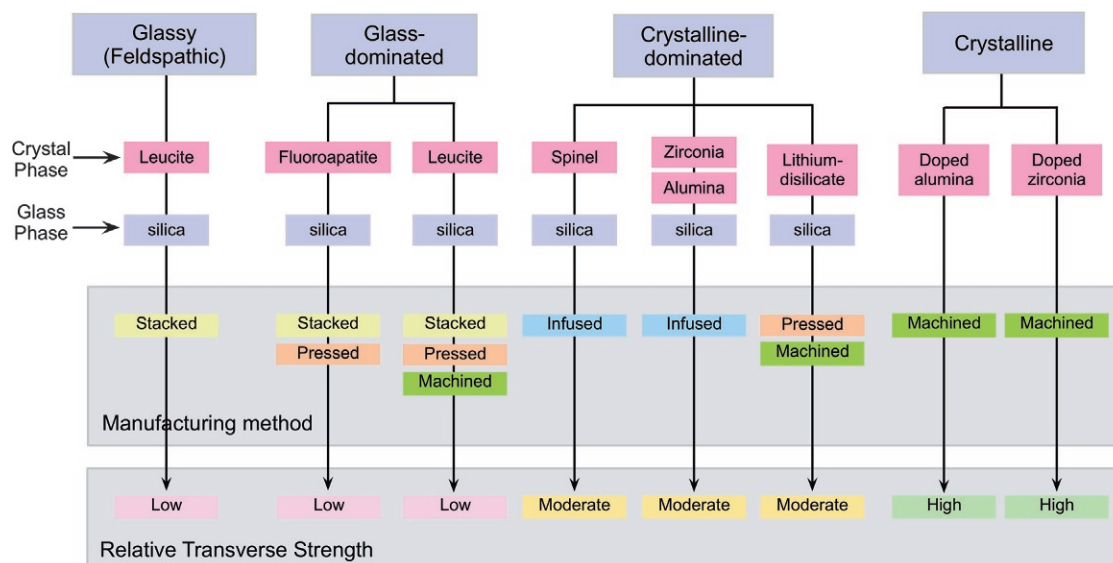 Glassy
(Feldspathic)
Glass-
dominated
Crystalline-
dominated
Crystalline
Crystal
Phase
Leucite
Fluoroapatite
Leucite
Spinel
Zirconia
Alumina
Lithium-
disilicate
Doped
alumina
Doped
zirconia
Glass
Phase
silica
silica
silica
silica
silica
silica
Stacked
Stacked
Pressed
Stacked
Pressed
Machined
Infused
Infused
Pressed
Machined
Machined
Machined
Manufacturing method
Low
Low
Low
Moderate
Moderate
Moderate
High
High
Relative Transverse Strength